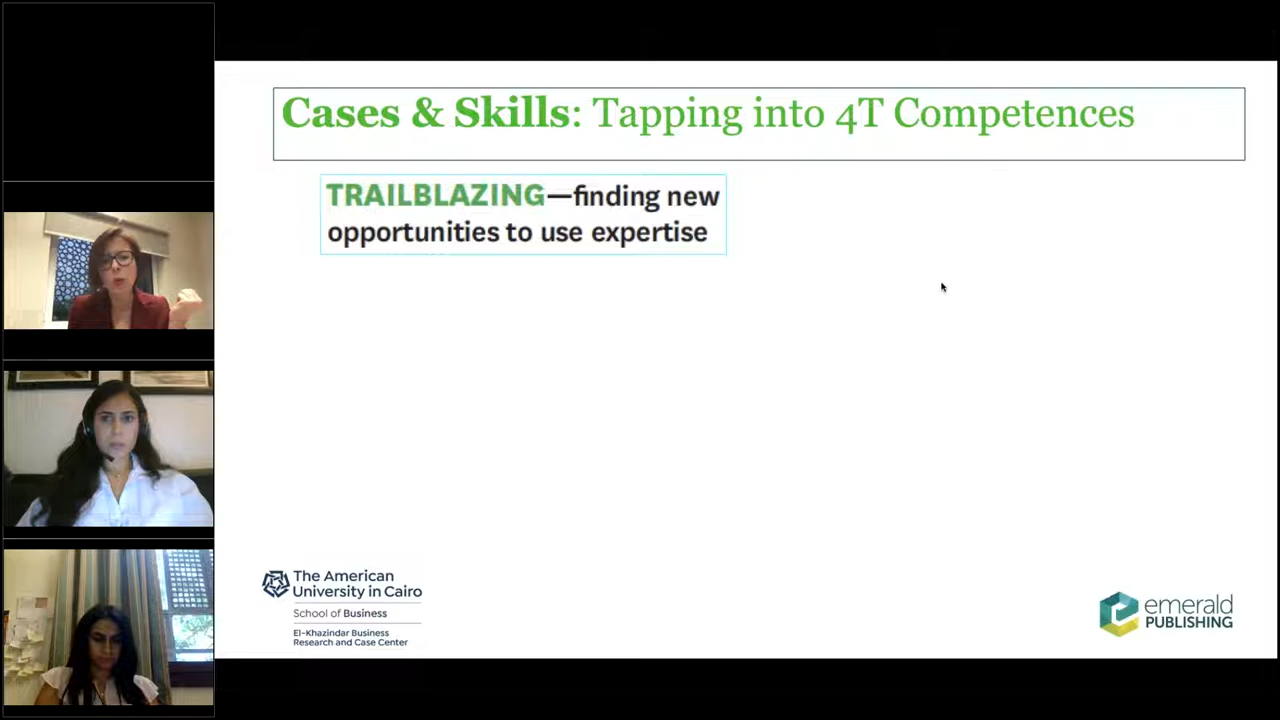 Cases & Skills: Tapping into 4T Competences
TRAILBLAZING—finding new
opportunities to use expertise
The American
University in Cairo
School of Business
El-Khazindar Business
Research and Case Center
emerald
PUBLISHING